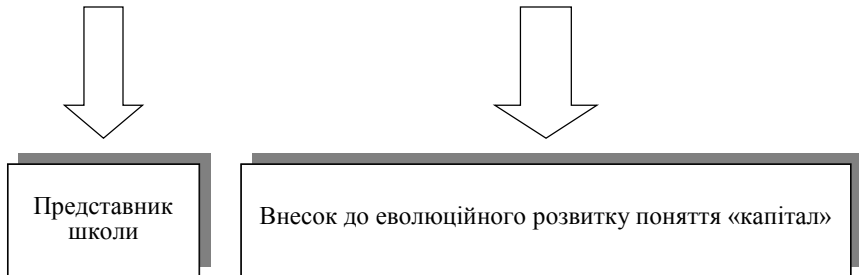 Представник
школи
Внесок до еволюційного розвитку поняття «капітал»